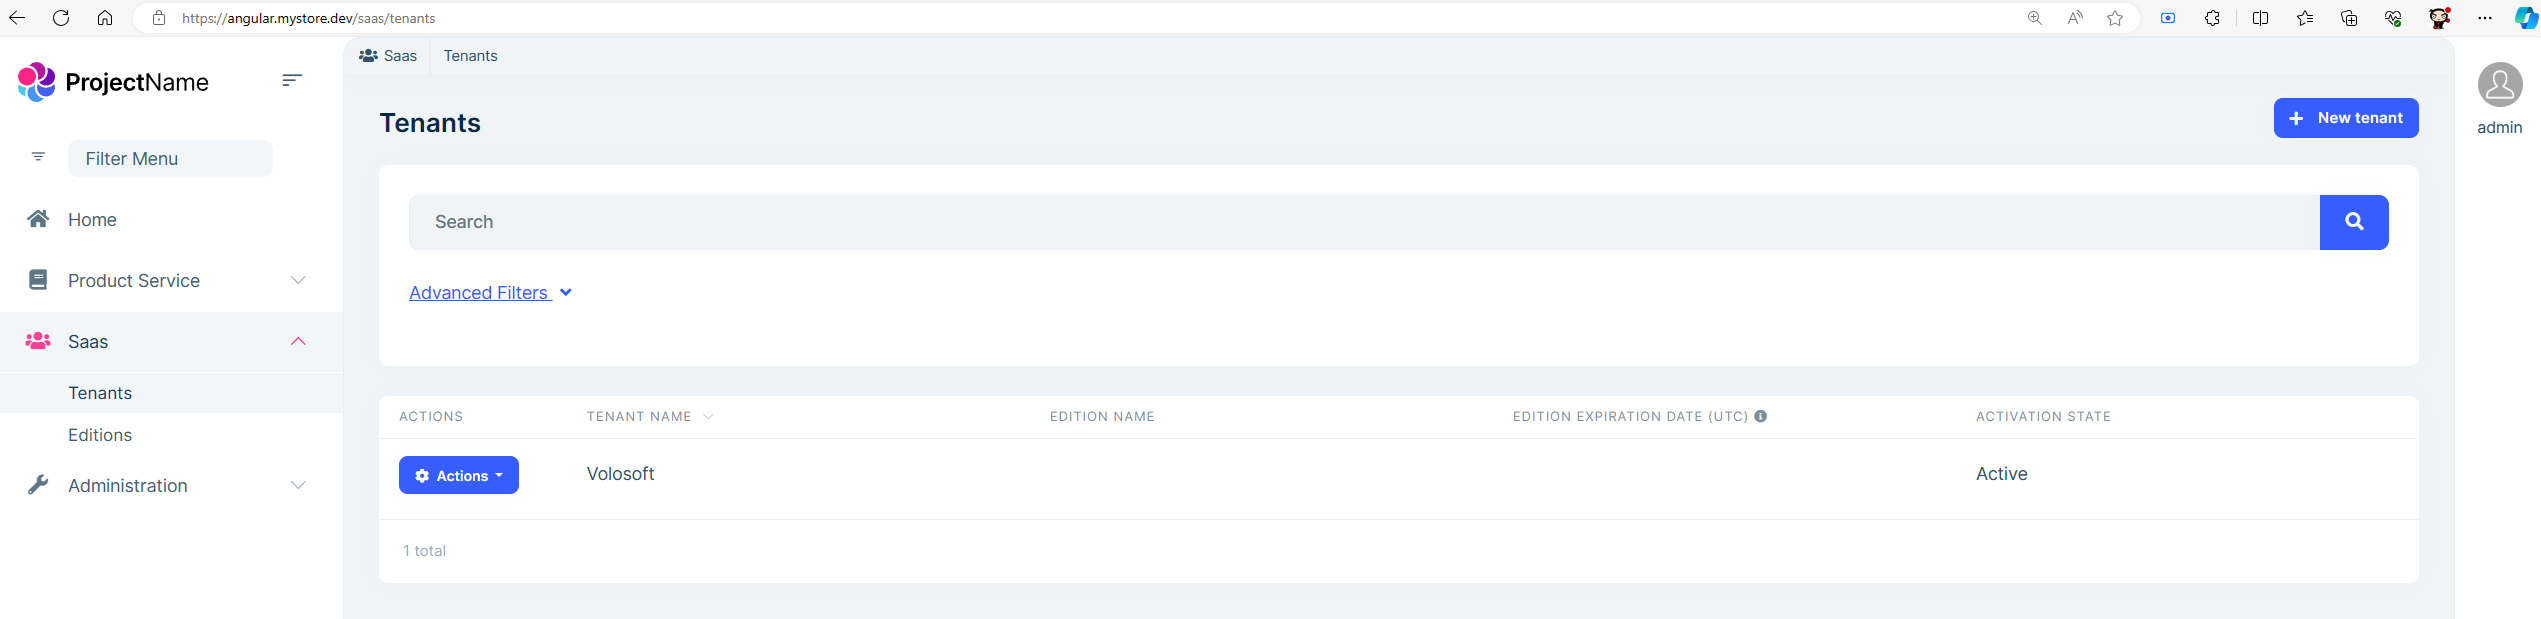 https://angular.mystore.dev/saas/tenants
ProjectName
Saas Tenants
admin
Filter Menu
Home
Product Service
Saas
Tenants
Editions
Administration
Tenants
New tenant
Search
Advanced Filters
ACTIONS TENANT NAME EDITION NAME EDITION EXPIRATION DATE (UTC) ACTIVATION STATE
Actions Volosoft Active
1 total